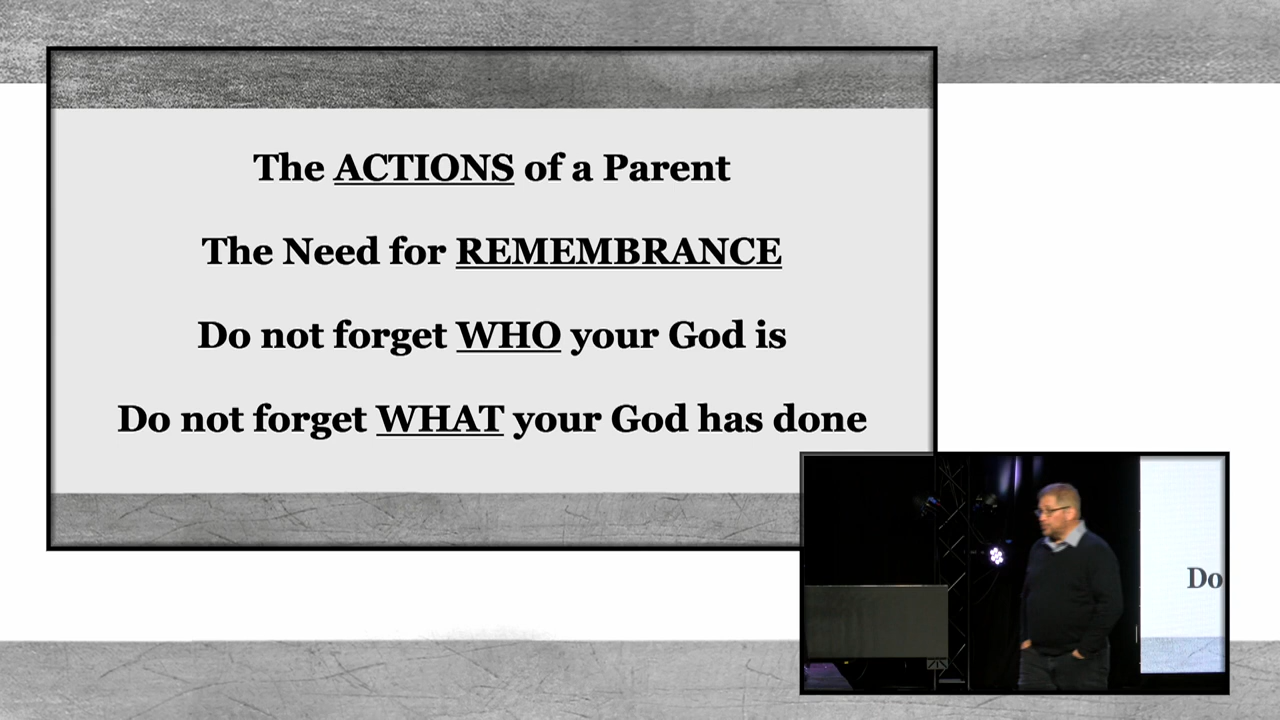 The ACTIONS of a Parent
The Need for REMEMBRANCE
Do not forget WHO your God is
Do not forget WHAT your God has done
Do